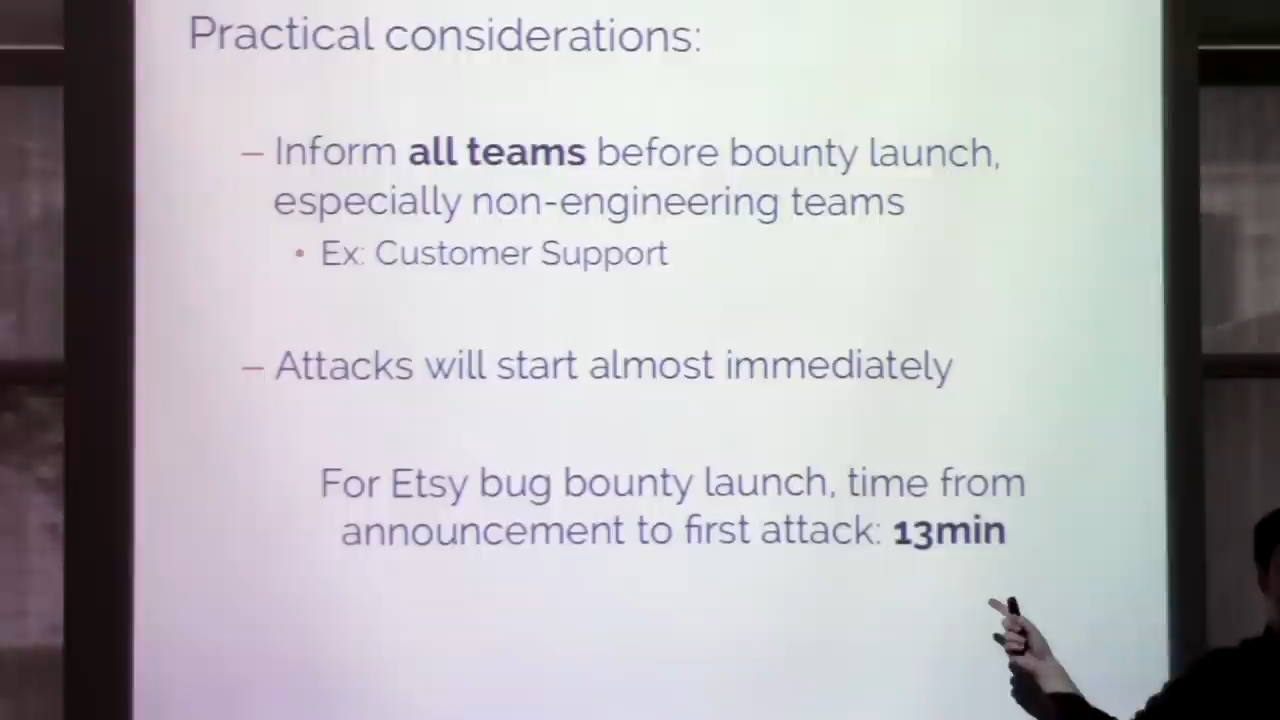 Practical considerations:
– Inform all teams before bounty launch,
especially non-engineering teams
• Ex: Customer Support
– Attacks will start almost immediately
For Etsy bug bounty launch, time from
announcement to first attack: 13min